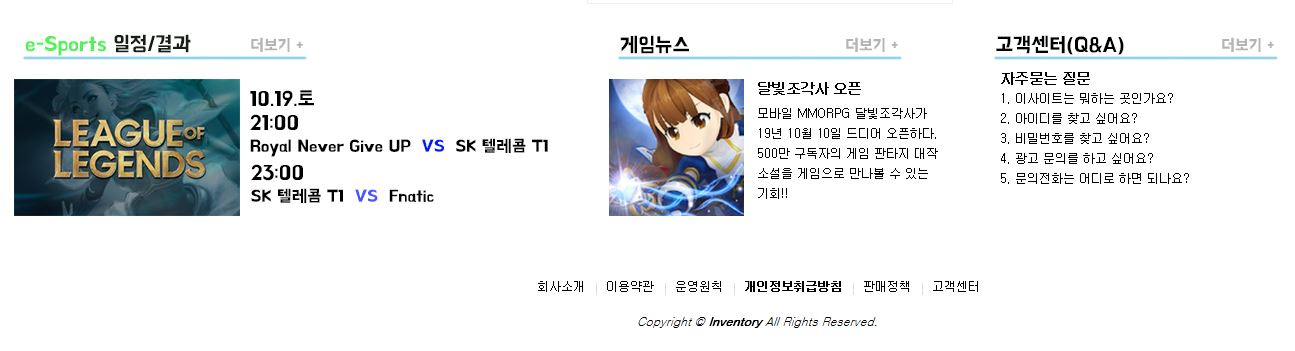 e-Sports 일정/결과
더보기 +
LEAGUE OF
LEGENDS
10.19.토
21:00
Royal Never Give UP VS SK 텔레콤 T1
23:00
SK 텔레콤 T1 VS Fnatic
게임뉴스
더보기 +
달빛조각사 오픈
모바일 MMORPG 달빛조각사가
19년 10월 10일 드디어 오픈하다.
500만 구독자의 게임 판타지 대작
소설을 게임으로 만나볼 수 있는
기회!!
고객센터(Q&A)
더보기 +
자주묻는 질문
1. 이사이트는 뭐하는 곳인가요?
2. 아이디를 찾고 싶어요?
3. 비밀번호를 찾고 싶어요?
4. 광고 문의를 하고 싶어요?
5. 문의전화는 어디로 하면 되나요?
회사소개 | 이용약관 | 운영원칙 | 개인정보취급방침 | 판매정책 | 고객센터
Copyright © Inventory All Rights Reserved.